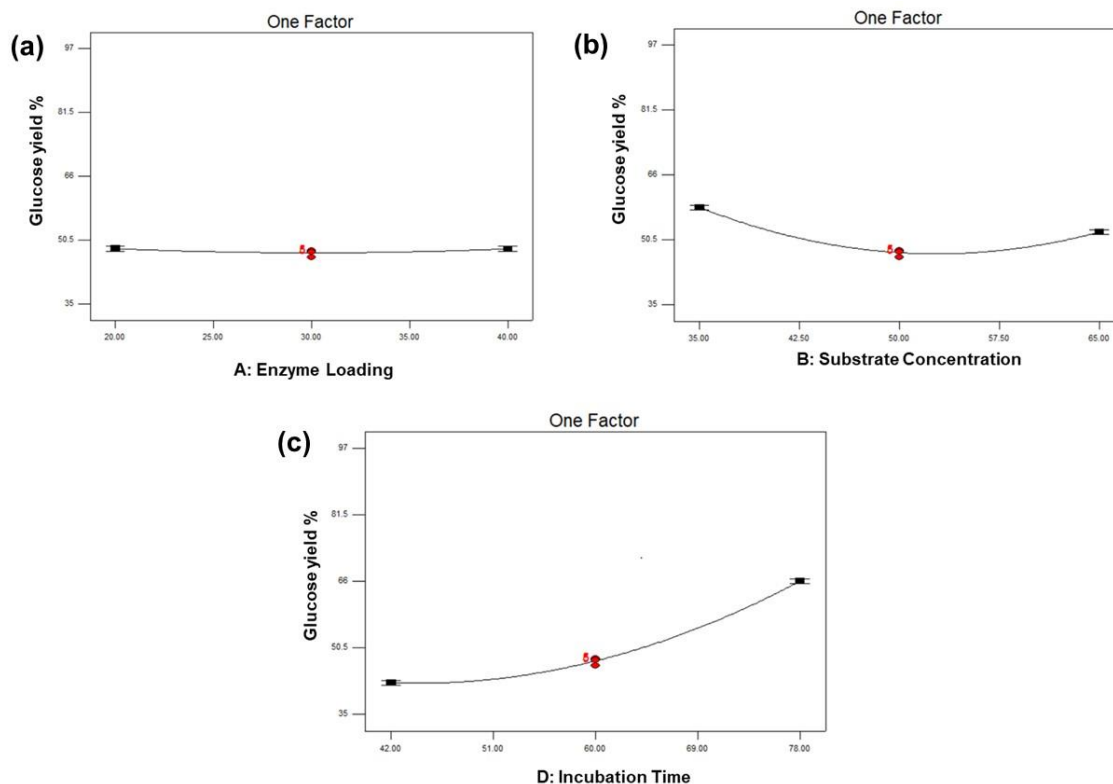 One Factor
(a)
97
81.5
66
50.5
35
Glucose yield %
20.00 25.00 30.00 35.00 40.00
A: Enzyme Loading
One Factor
(b)
97
81.5
66
50.5
35
Glucose yield %
35.00 42.50 50.00 57.50 65.00
B: Substrate Concentration
One Factor
(c)
97
81.5
66
50.5
35
Glucose yield %
42.00 51.00 60.00 69.00 78.00
D: Incubation Time